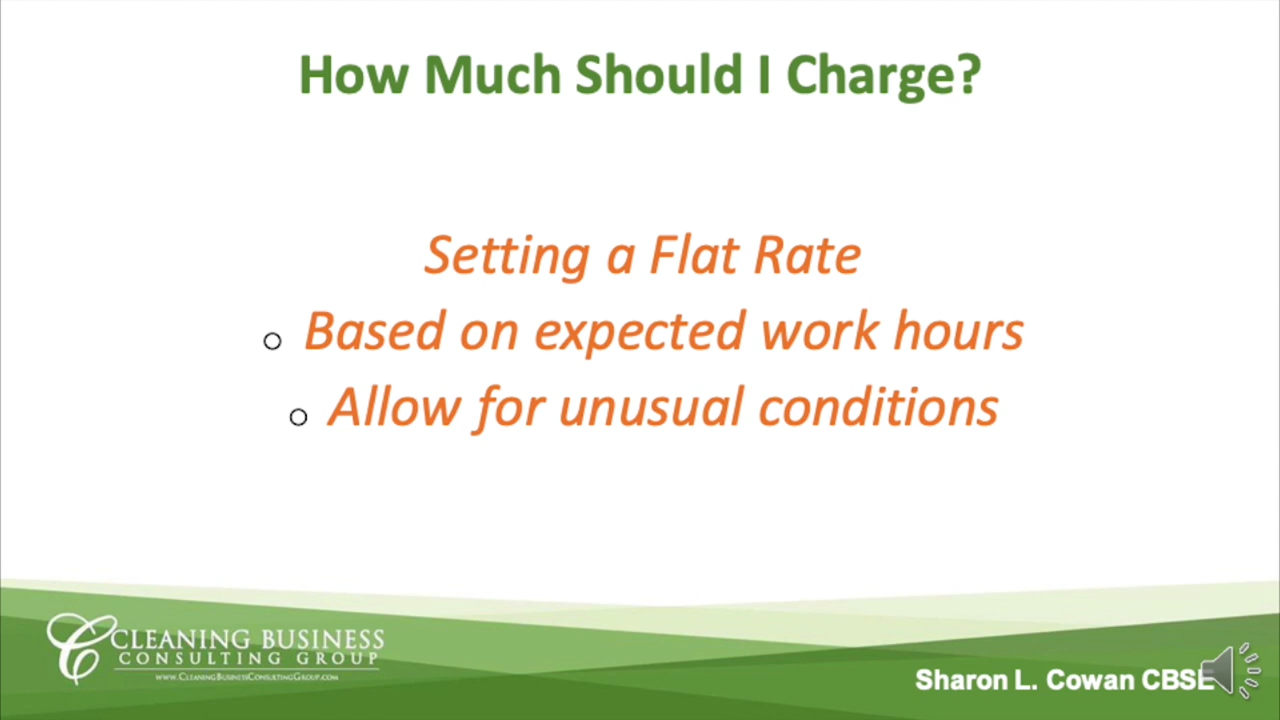 How Much Should I Charge?
Setting a Flat Rate
Based on expected work hours
Allow for unusual conditions
CLEANING BUSINESS
CONSULTING GROUP
www.CleaningBusinessConsultingGroup.com
Sharon L. Cowan CBSE